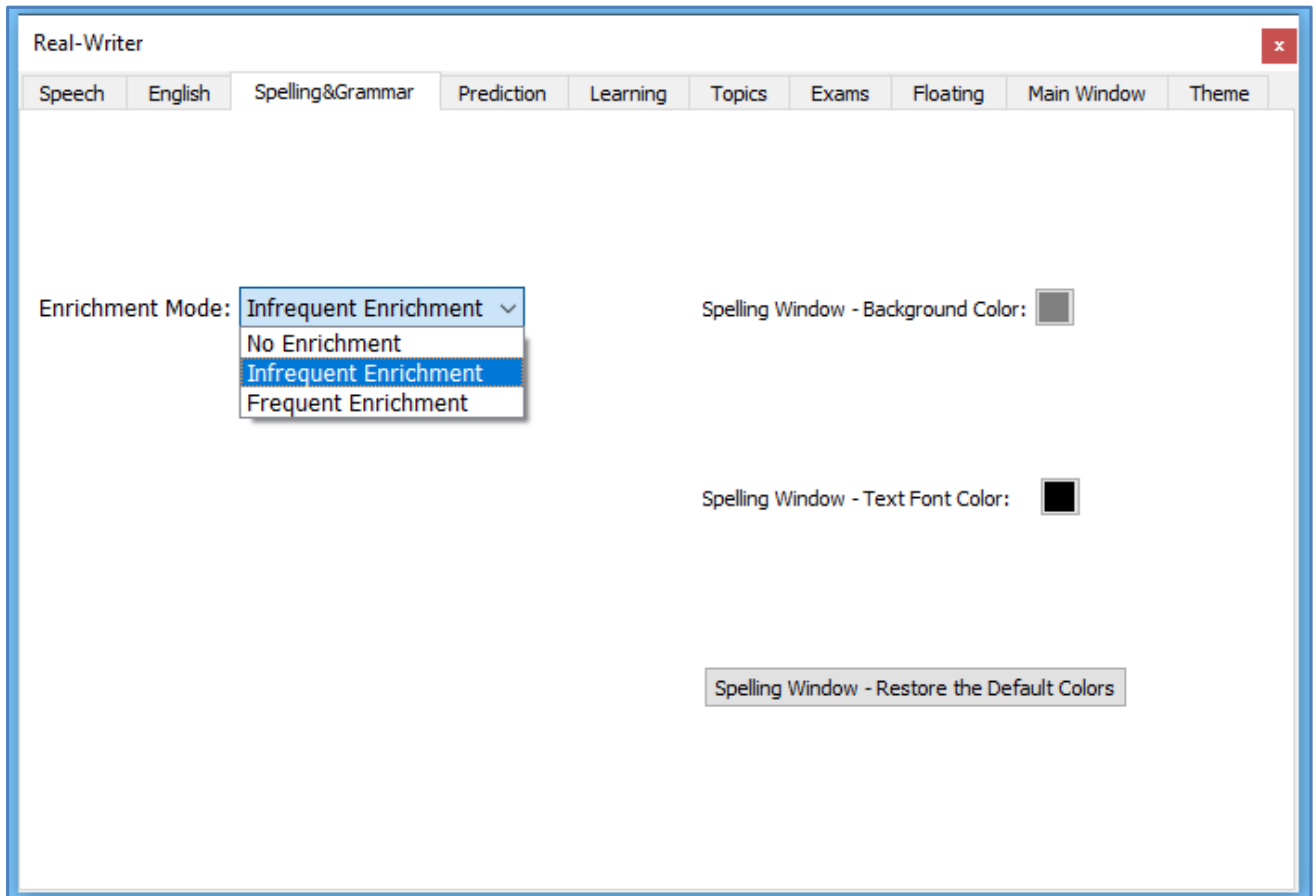 Real-Writer
x
Speech English Spelling&Grammar Prediction Learning Topics Exams Floating Main Window Theme
Enrichment Mode: Infrequent Enrichment
No Enrichment
Infrequent Enrichment
Frequent Enrichment
Spelling Window - Background Color:
Spelling Window - Text Font Color:
Spelling Window - Restore the Default Colors